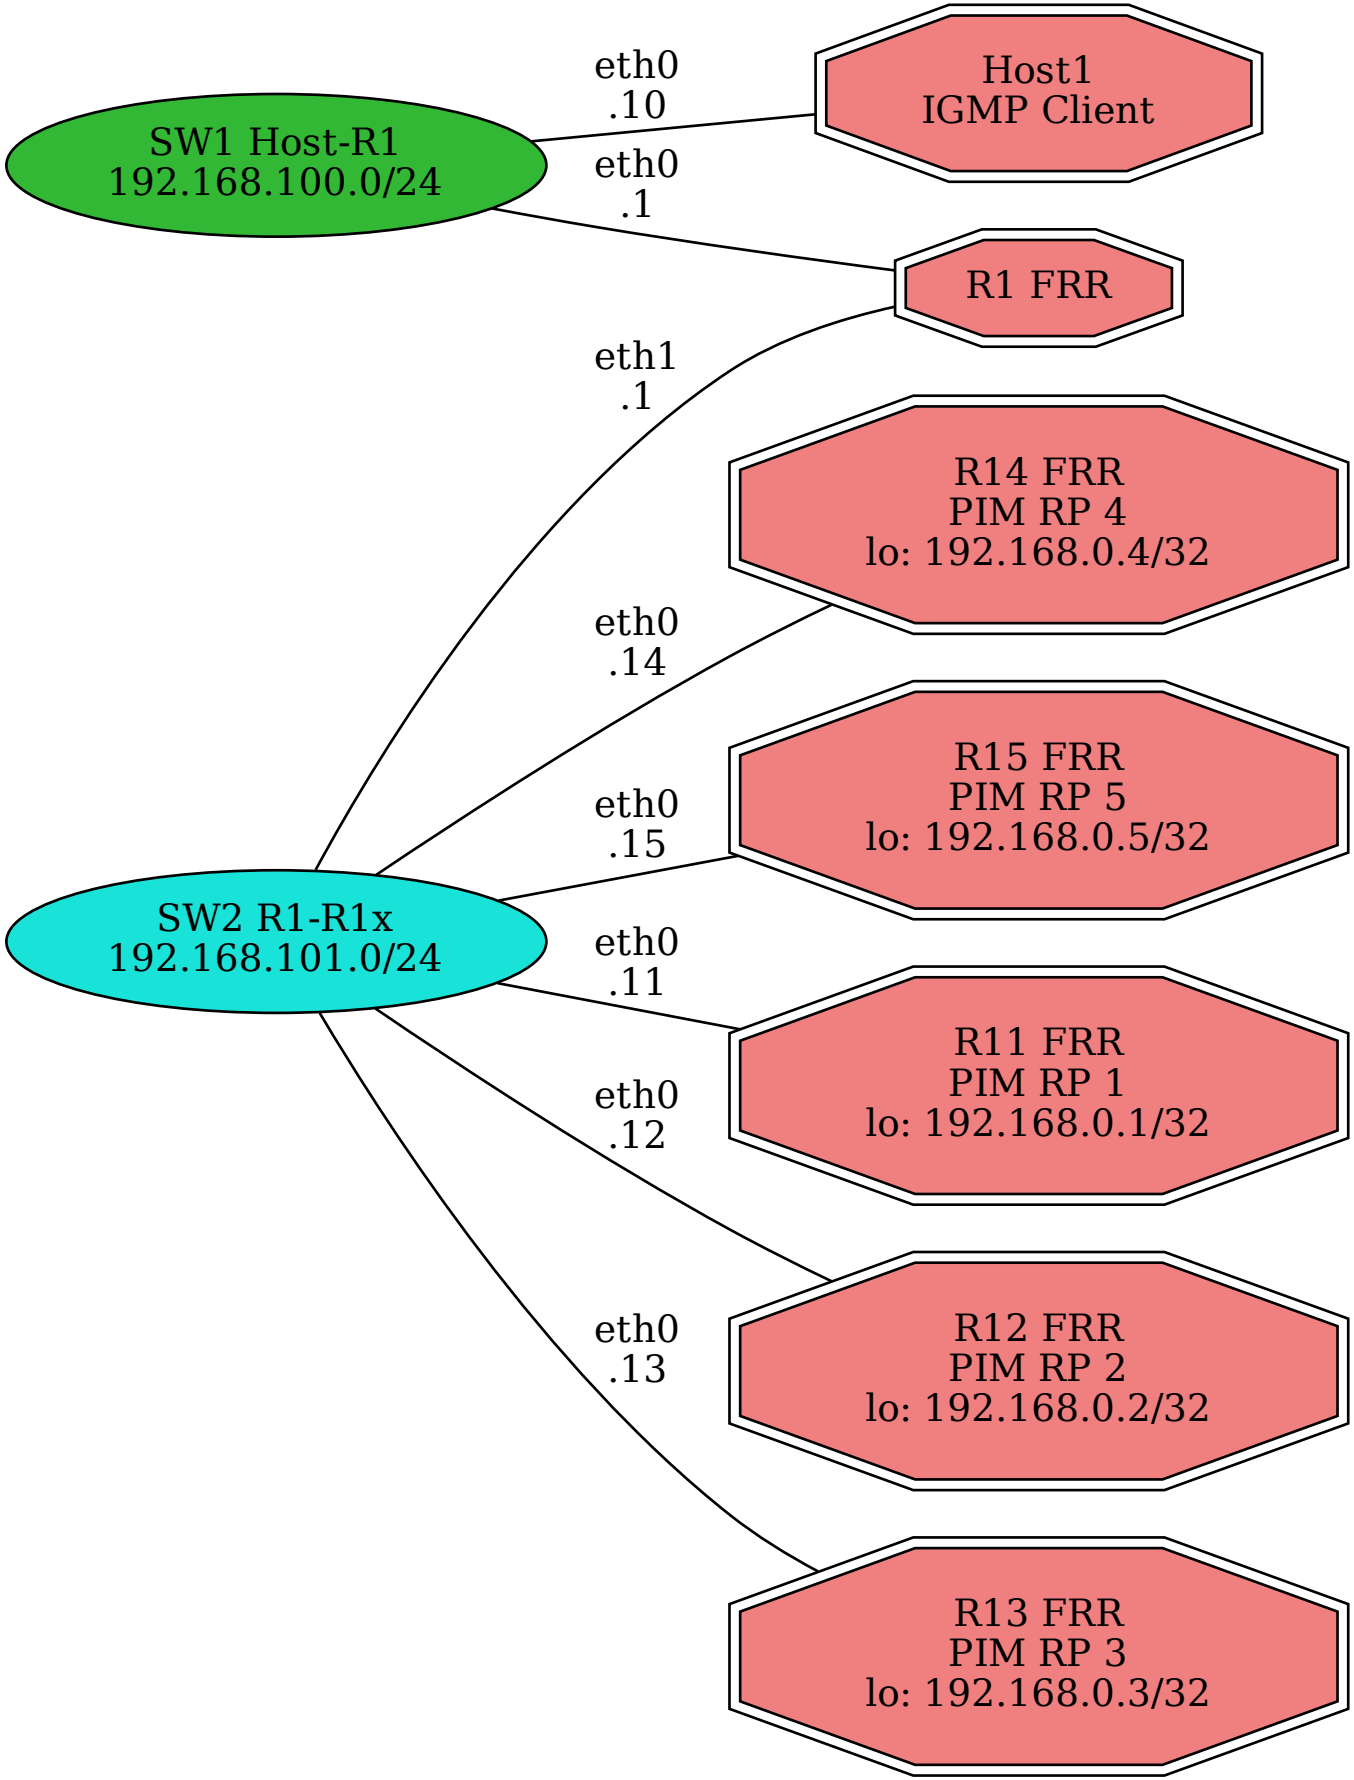 SW1 Host-R1
192.168.100.0/24
eth0
.10
Host1
IGMP Client
eth0
.1
R1 FRR
eth1
.1
R14 FRR
PIM RP 4
lo: 192.168.0.4/32
eth0
.14
R15 FRR
PIM RP 5
lo: 192.168.0.5/32
eth0
.15
SW2 R1-R1x
192.168.101.0/24
eth0
.11
R11 FRR
PIM RP 1
lo: 192.168.0.1/32
eth0
.12
R12 FRR
PIM RP 2
lo: 192.168.0.2/32
eth0
.13
R13 FRR
PIM RP 3
lo: 192.168.0.3/32